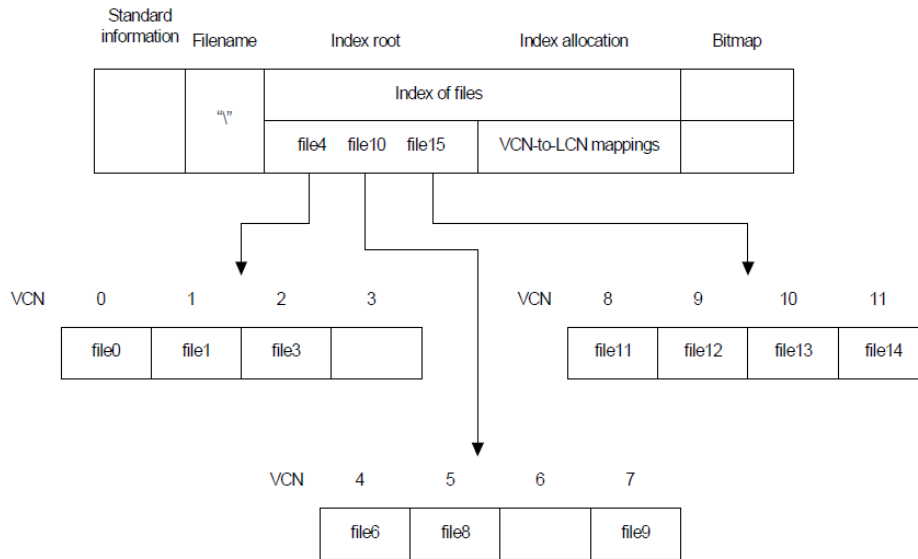 Standard
information Filename Index root Index allocation Bitmap
Index of files
"\"
file4 file10 file15 VCN-to-LCN mappings
VCN 0 1 2 3
file0 file1 file3
VCN 8 9 10 11
file11 file12 file13 file14
VCN 4 5 6 7
file6 file8 file9